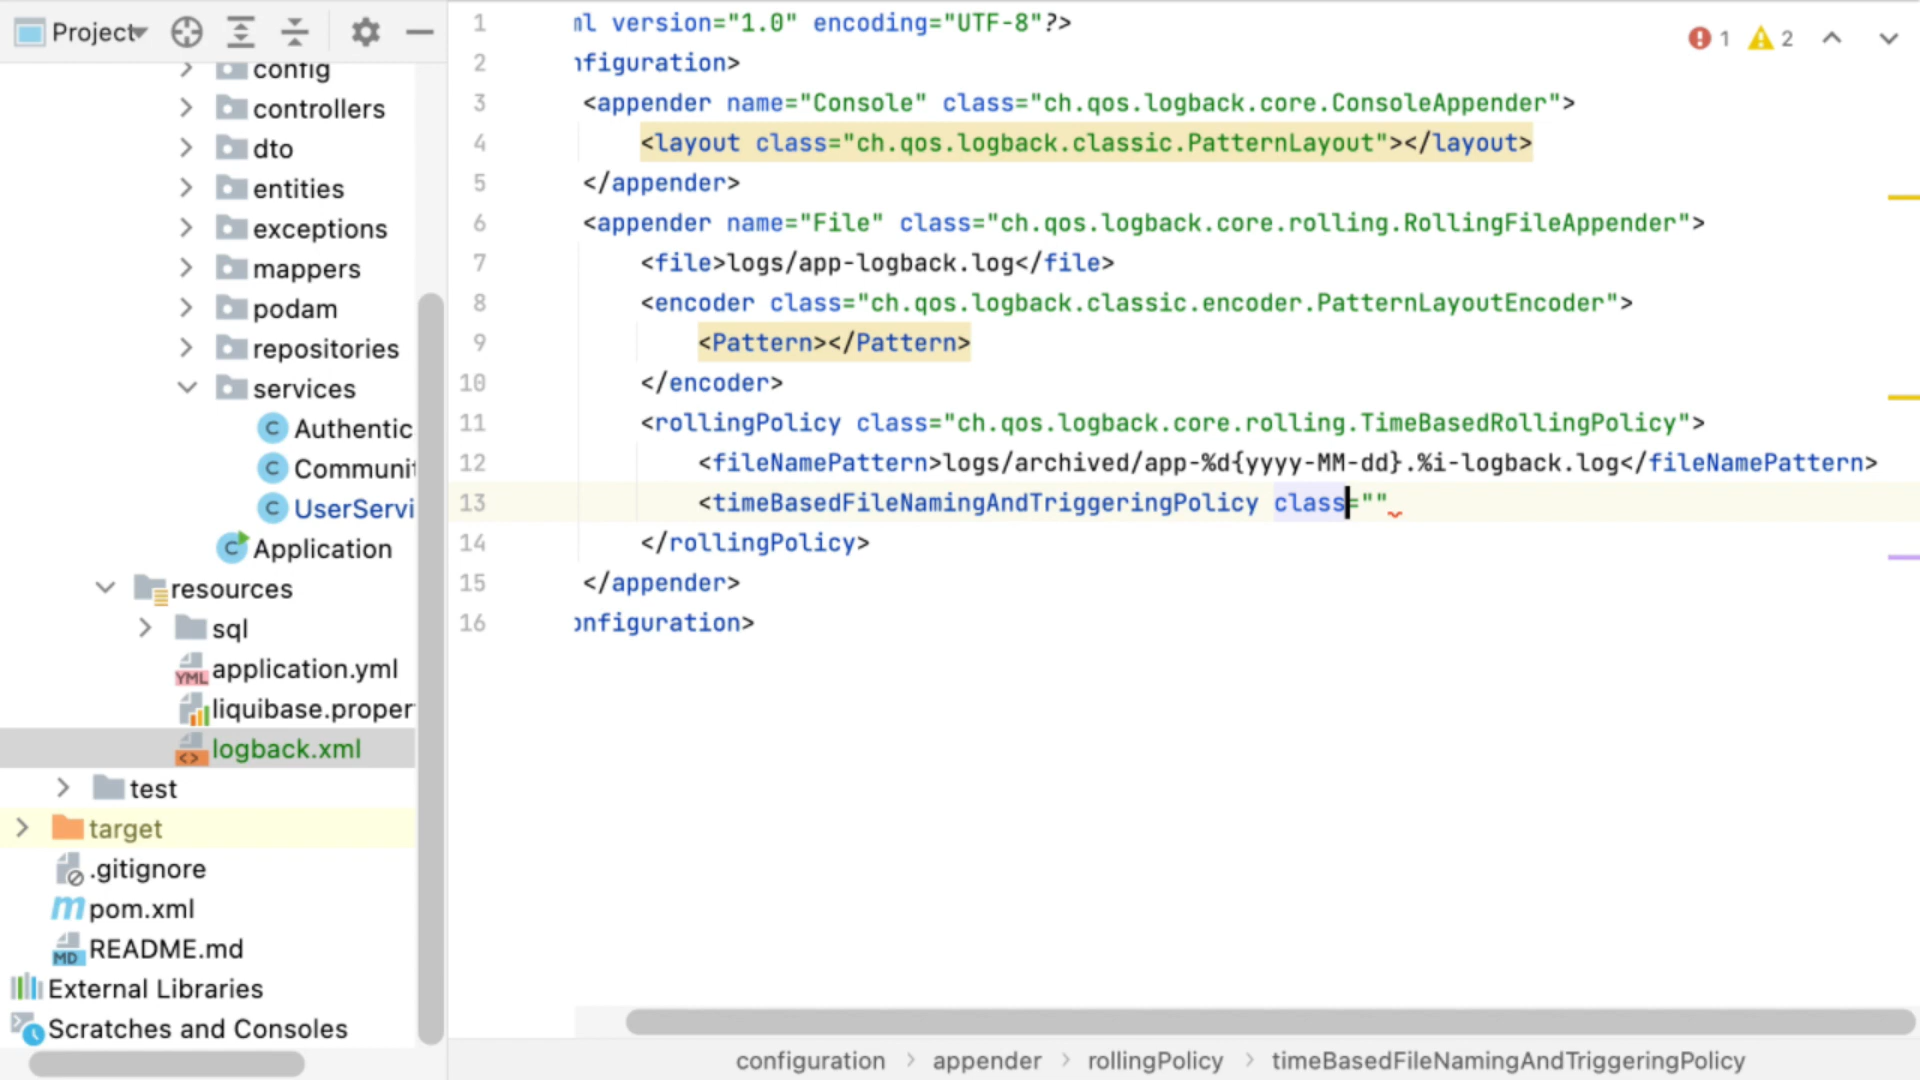 Project
config
controllers
dto
entities
exceptions
mappers
podam
repositories
services
C Authentic
C Communit
C UserServi
C Application
resources
sql
YML application.yml
liquibase.proper
<> logback.xml
test
target
.gitignore
m pom.xml
MD README.md
External Libraries
Scratches and Consoles
1 ml version="1.0" encoding="UTF-8"?>
2 nfiguration>
3 <appender name="Console" class="ch.qos.logback.core.ConsoleAppender">
4 <layout class="ch.qos.logback.classic.PatternLayout"></layout>
5 </appender>
6 <appender name="File" class="ch.qos.logback.core.rolling.RollingFileAppender">
7 <file>logs/app-logback.log</file>
8 <encoder class="ch.qos.logback.classic.encoder.PatternLayoutEncoder">
9 <Pattern></Pattern>
10 </encoder>
11 <rollingPolicy class="ch.qos.logback.core.rolling.TimeBasedRollingPolicy">
12 <fileNamePattern>logs/archived/app-%d{yyyy-MM-dd}.%i-logback.log</fileNamePattern>
13 <timeBasedFileNamingAndTriggeringPolicy class=""
14 </rollingPolicy>
15 </appender>
16 onfiguration>
1 2
configuration > appender > rollingPolicy > timeBasedFileNamingAndTriggeringPolicy